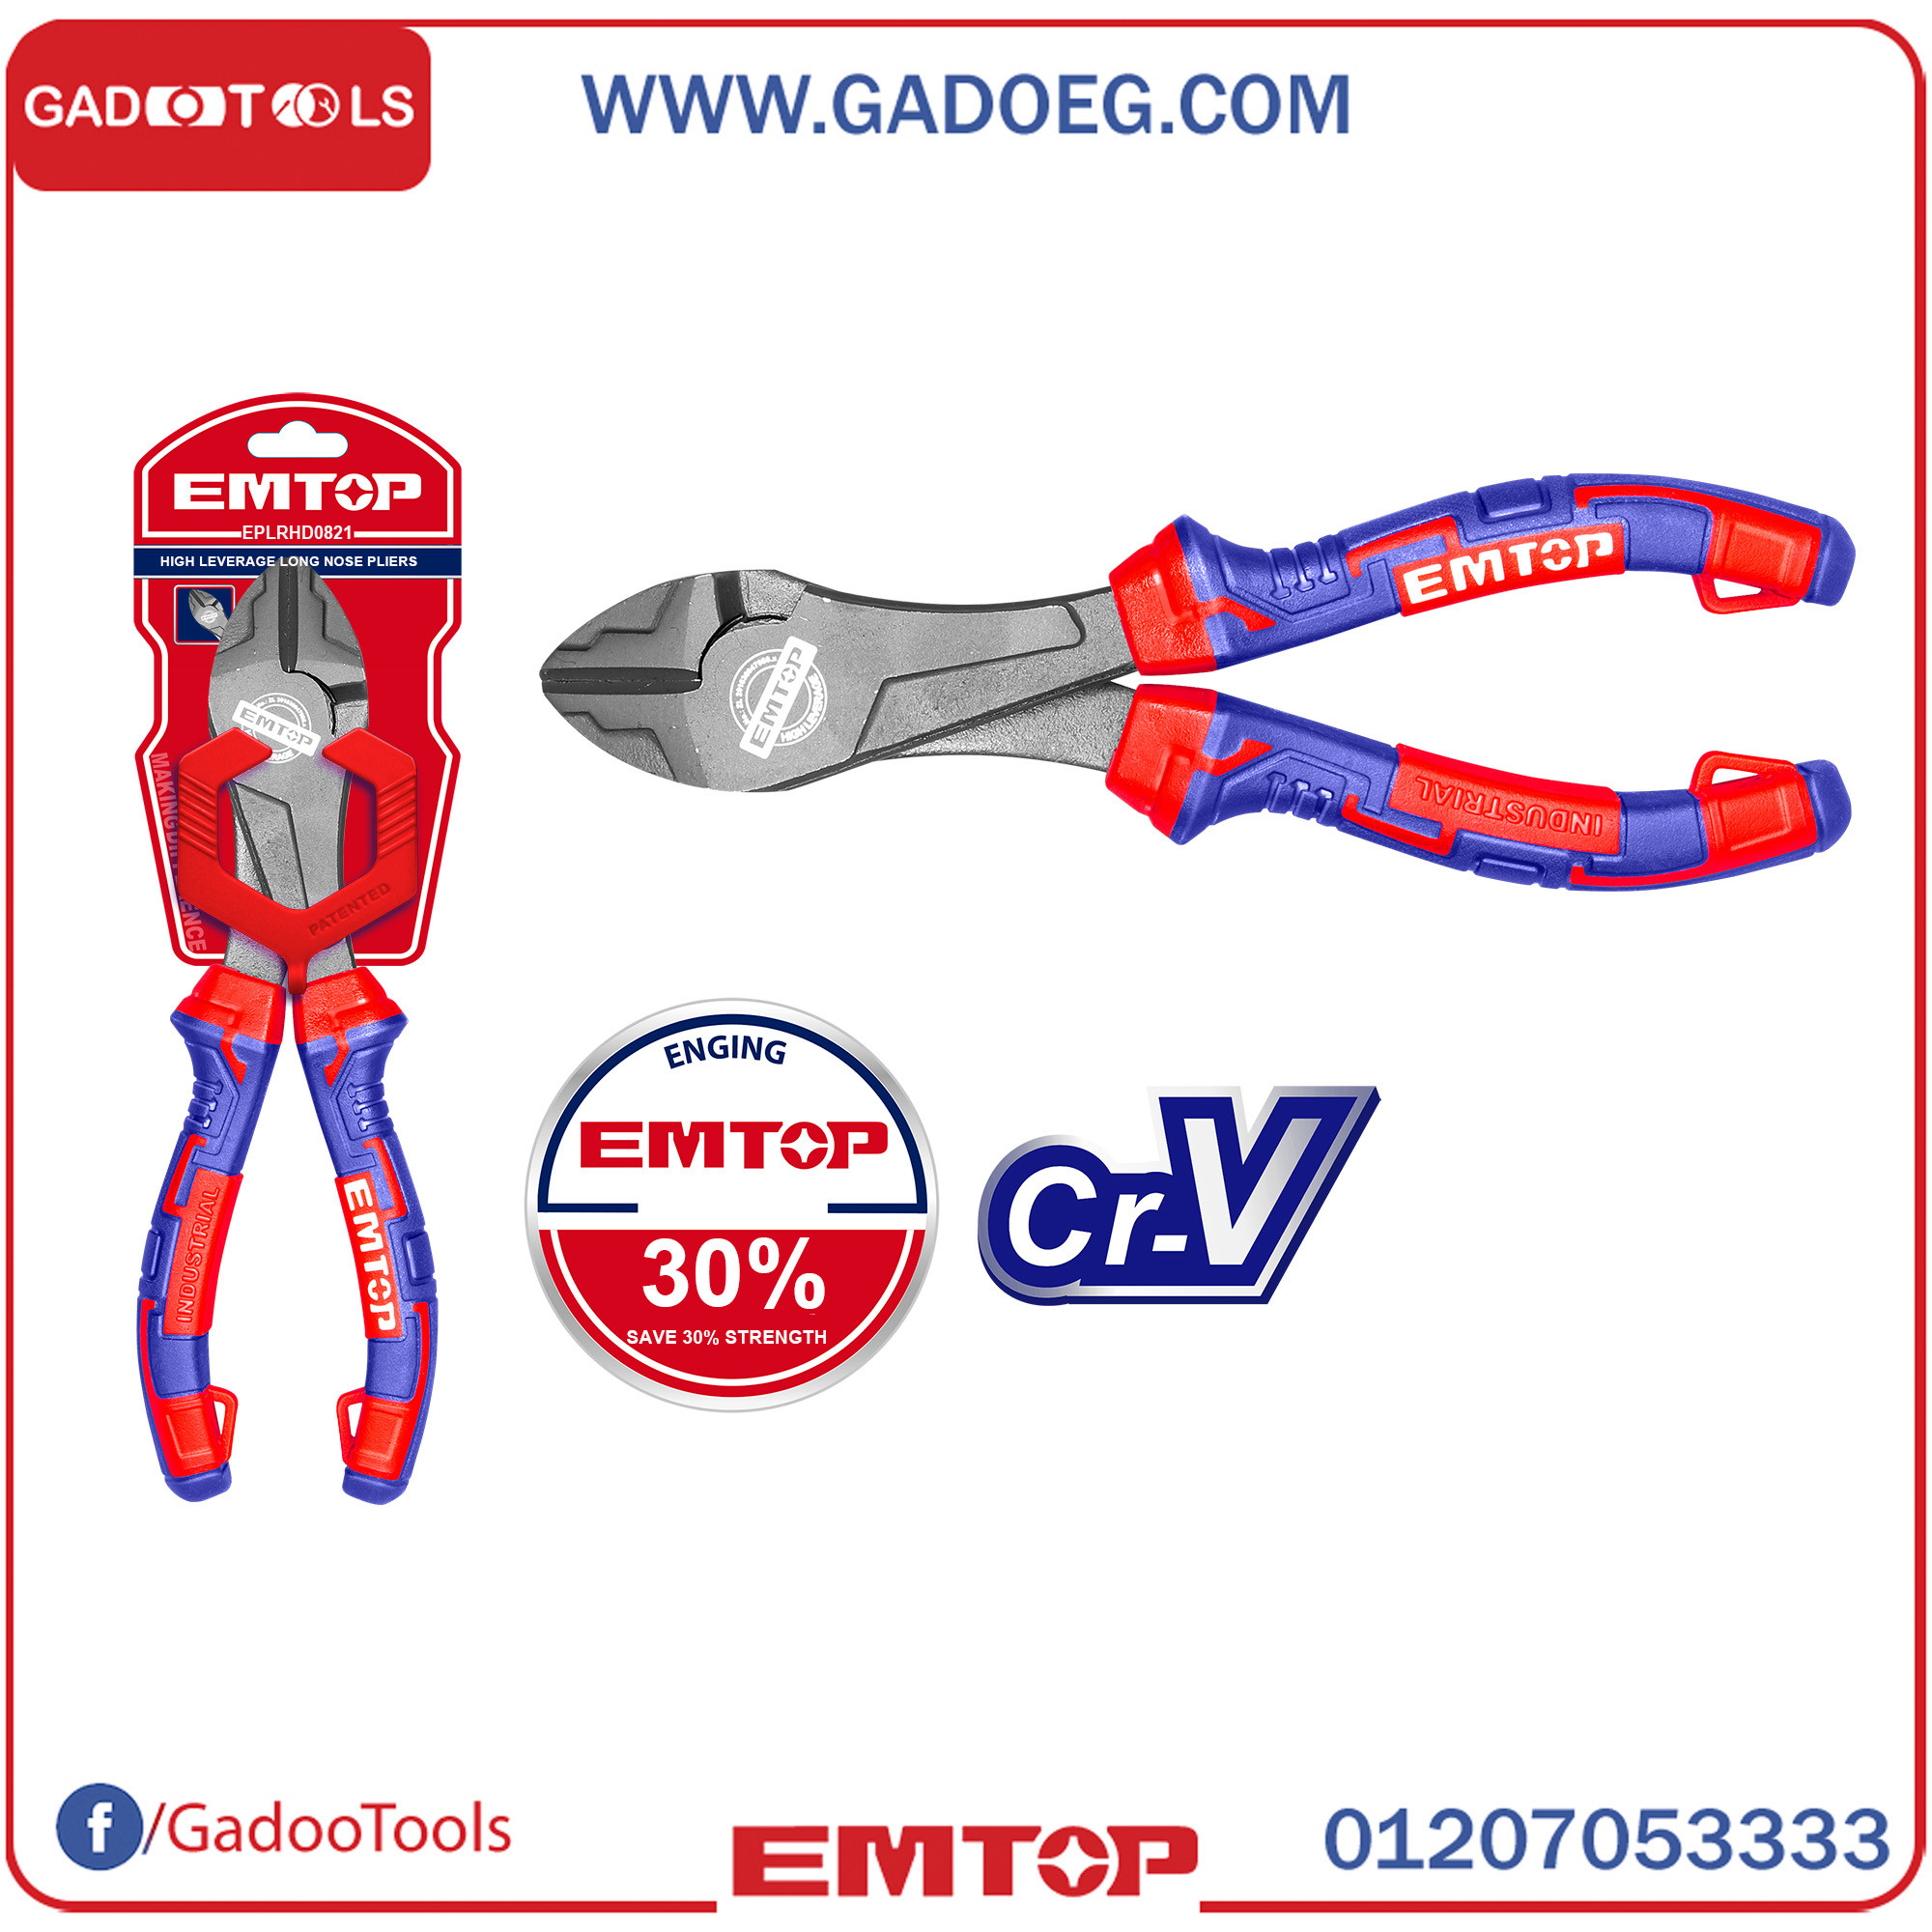 GADOOTOOLS
WWW.GADOEG.COM
EMTOP
EPLRHD0821
HIGH LEVERAGE LONG NOSE PLIERS
EMTOP
PATENTED
INDUSTRIAL
EMTOP
EMTOP
HIGH LEVERAGE
EMTOP
INDUSTRIAL
ENGING
EMTOP
30%
SAVE 30% STRENGTH
Cr-V
f/GadooTools
EMTOP
01207053333